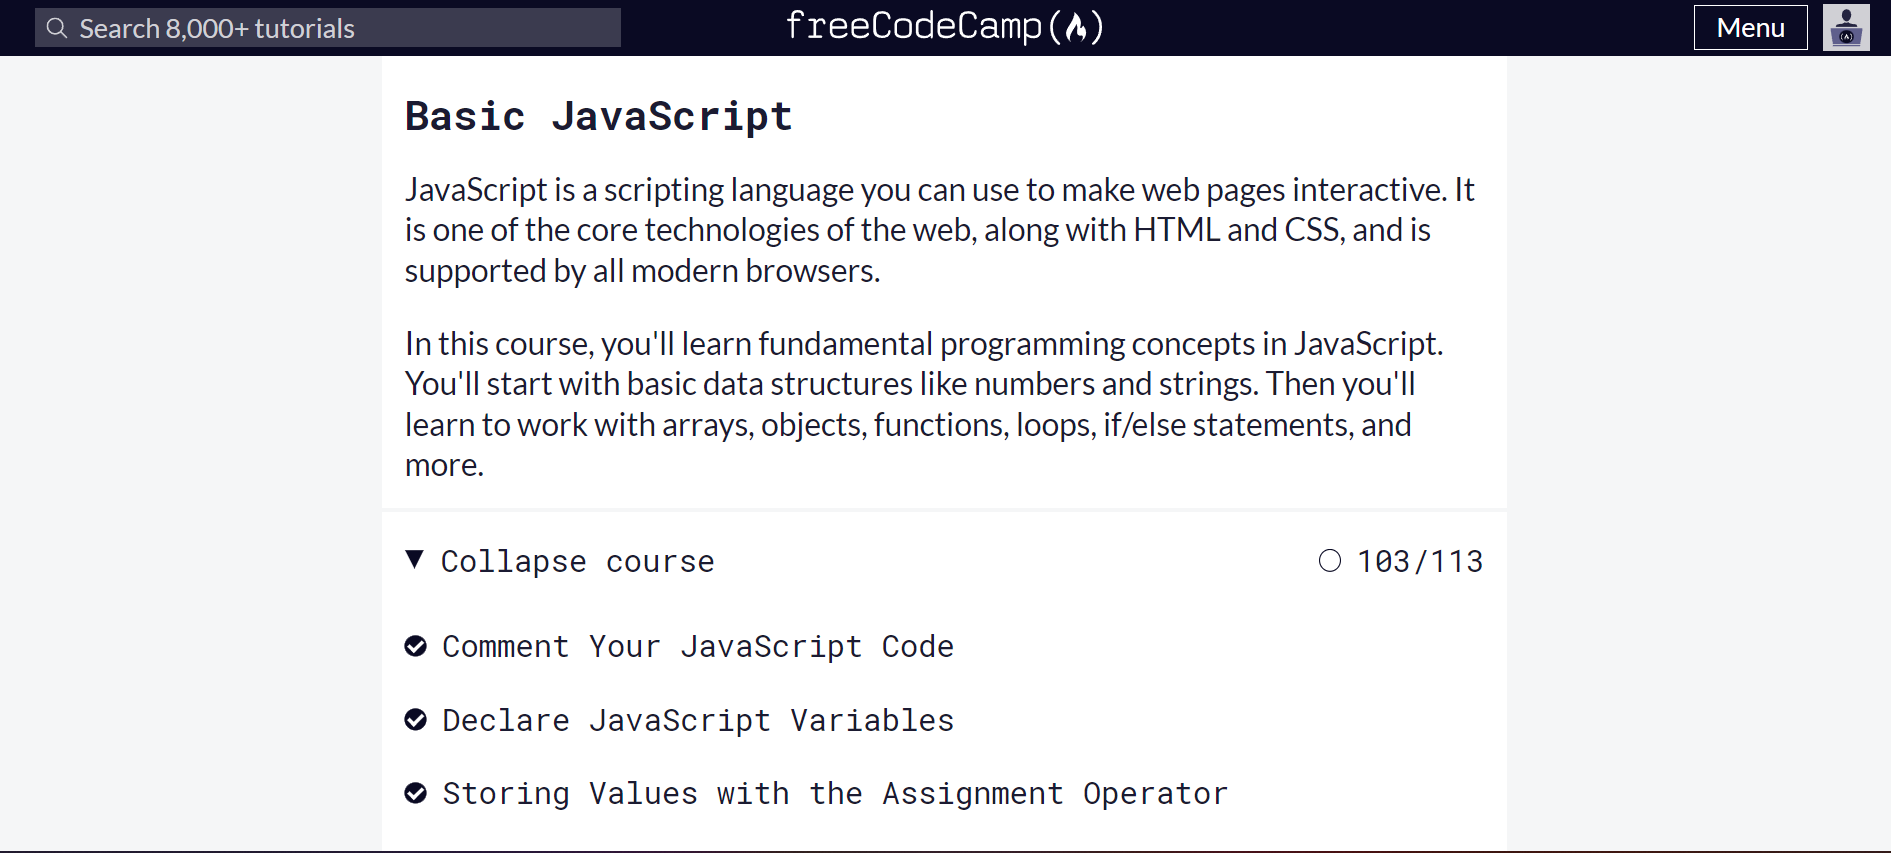 Search 8,000+ tutorials
freeCodeCamp(🔥)
Menu
Basic JavaScript
JavaScript is a scripting language you can use to make web pages interactive. It
is one of the core technologies of the web, along with HTML and CSS, and is
supported by all modern browsers.
In this course, you'll learn fundamental programming concepts in JavaScript.
You'll start with basic data structures like numbers and strings. Then you'll
learn to work with arrays, objects, functions, loops, if/else statements, and
more.
Collapse course
103/113
Comment Your JavaScript Code
Declare JavaScript Variables
Storing Values with the Assignment Operator